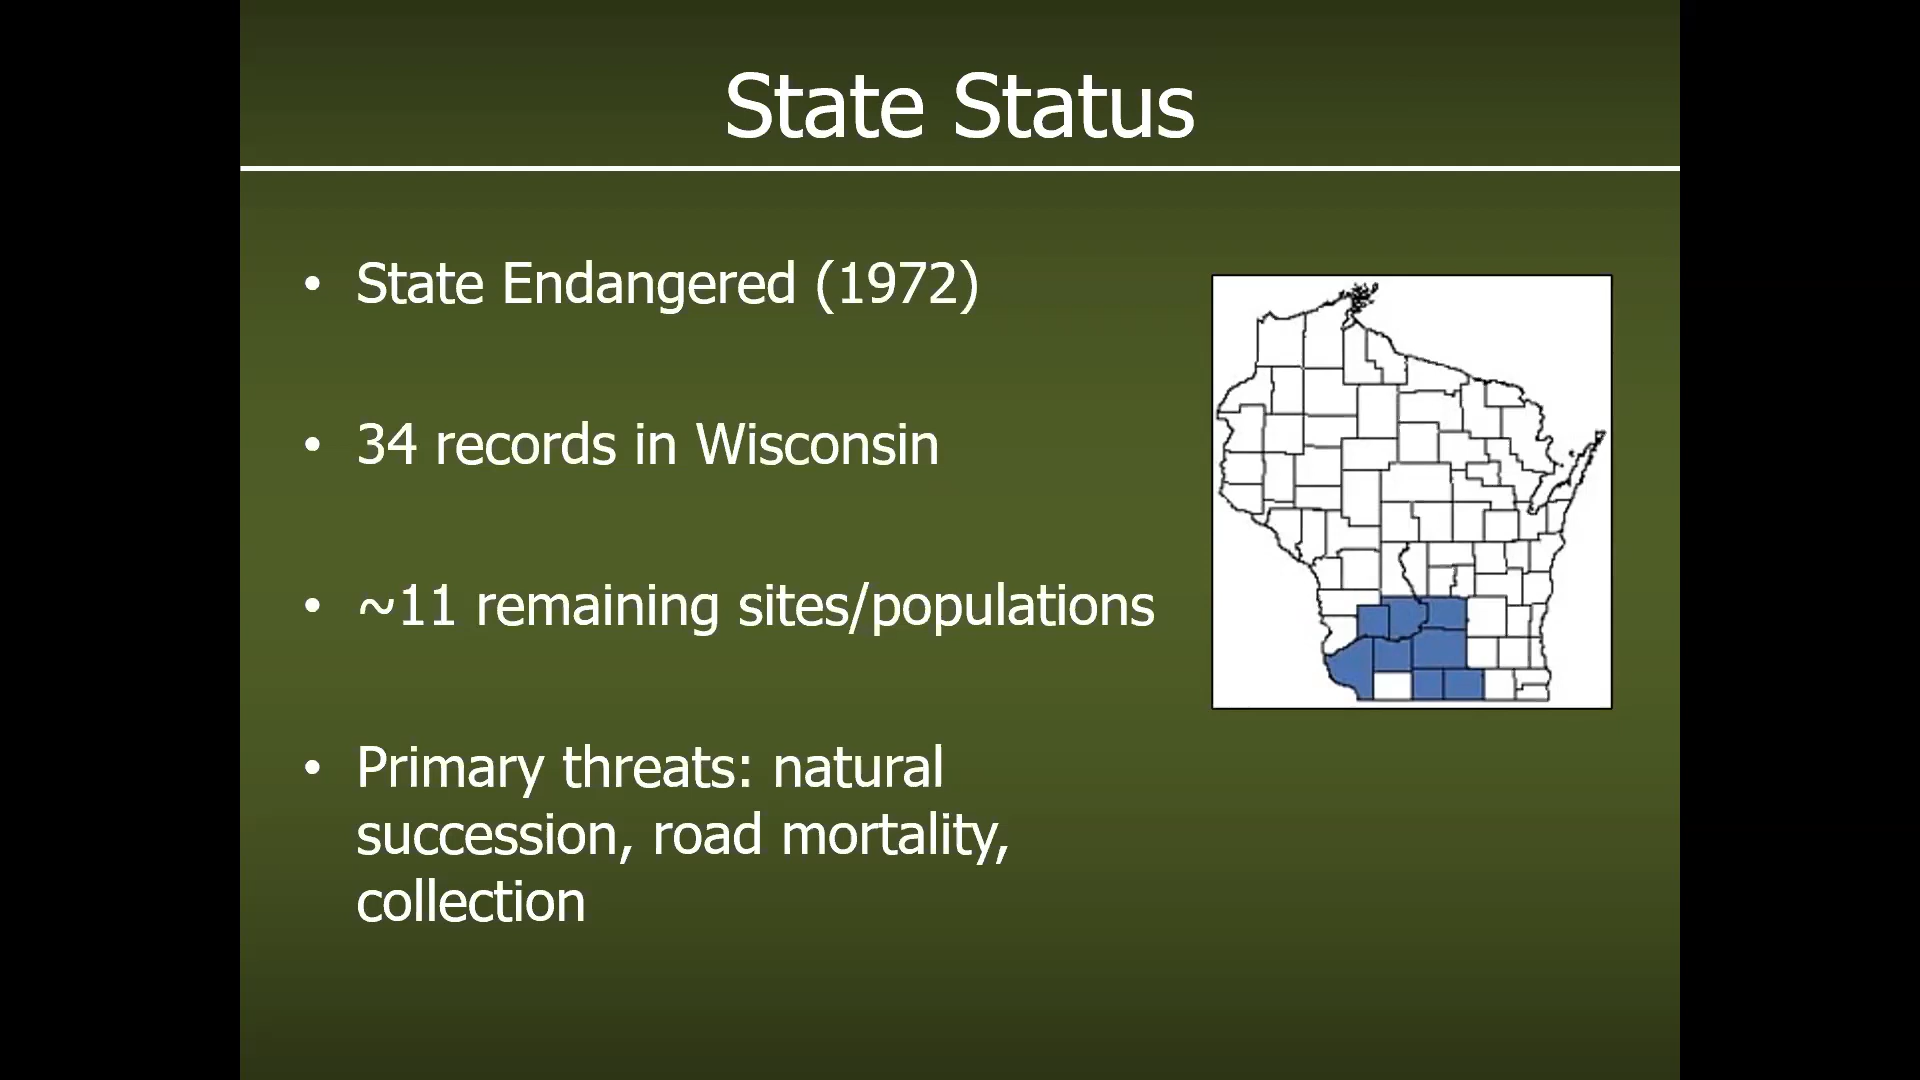 State Status
• State Endangered (1972)
• 34 records in Wisconsin
• ~11 remaining sites/populations
• Primary threats: natural
succession, road mortality,
collection